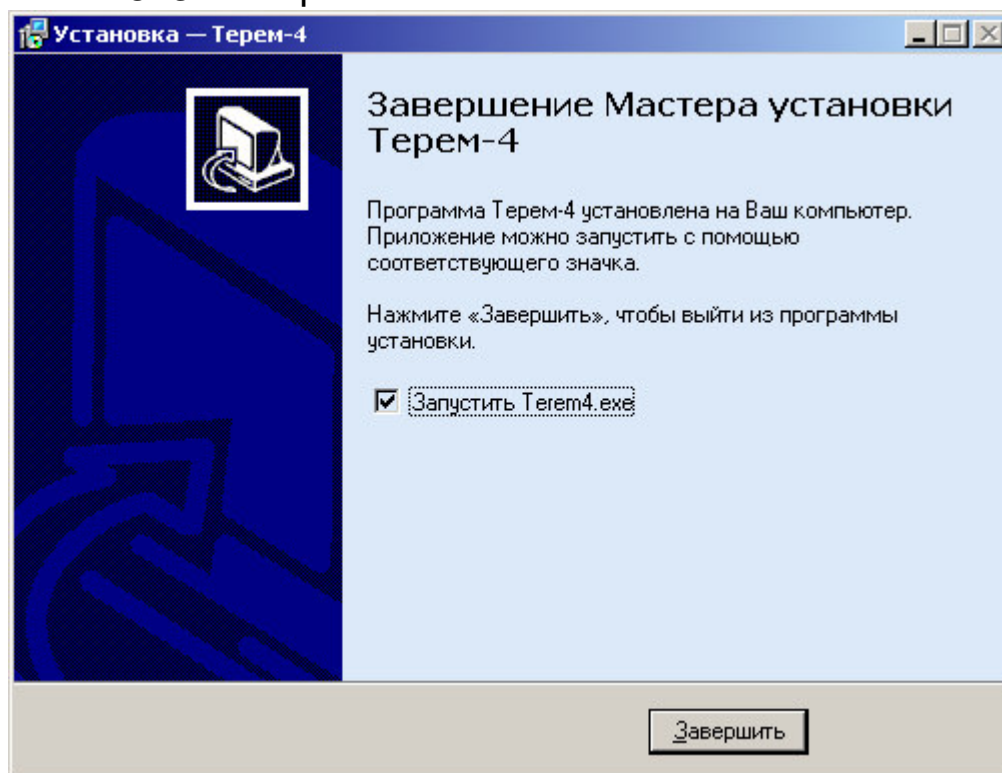 Установка — Терем-4
Завершение Мастера установки
Терем-4
Программа Терем-4 установлена на Ваш компьютер.
Приложение можно запустить с помощью
соответствующего значка.
Нажмите «Завершить», чтобы выйти из программы
установки.
Запустить Terem4.exe
Завершить